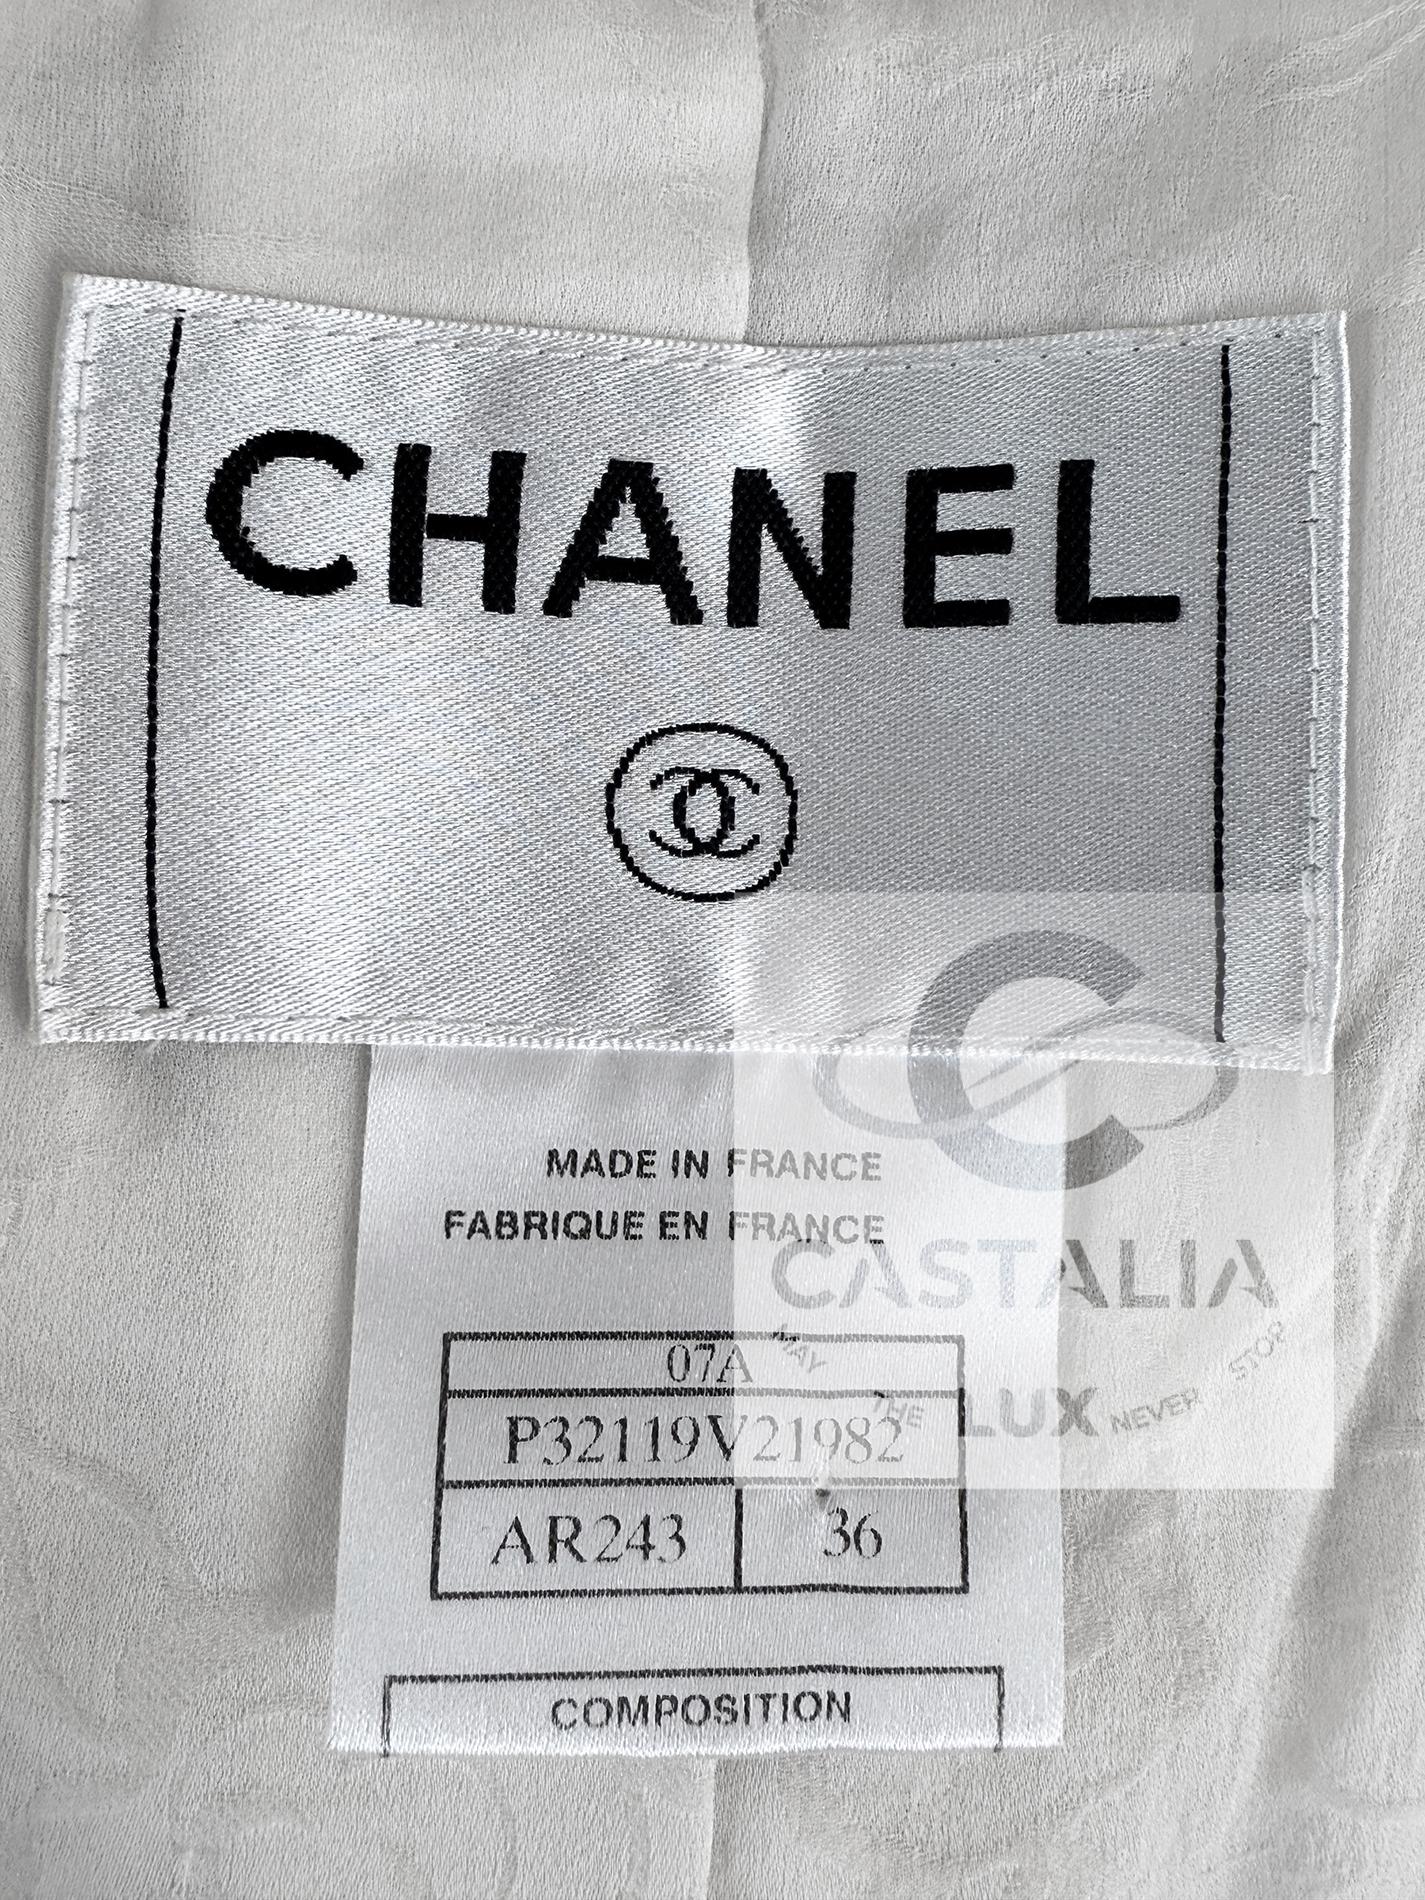 CHANEL
MADE IN FRANCE
FABRIQUE EN FRANCE
CASTALIA
07A
MAY THE LUX NEVER STOP
P32119V21982
AR243 36
COMPOSITION